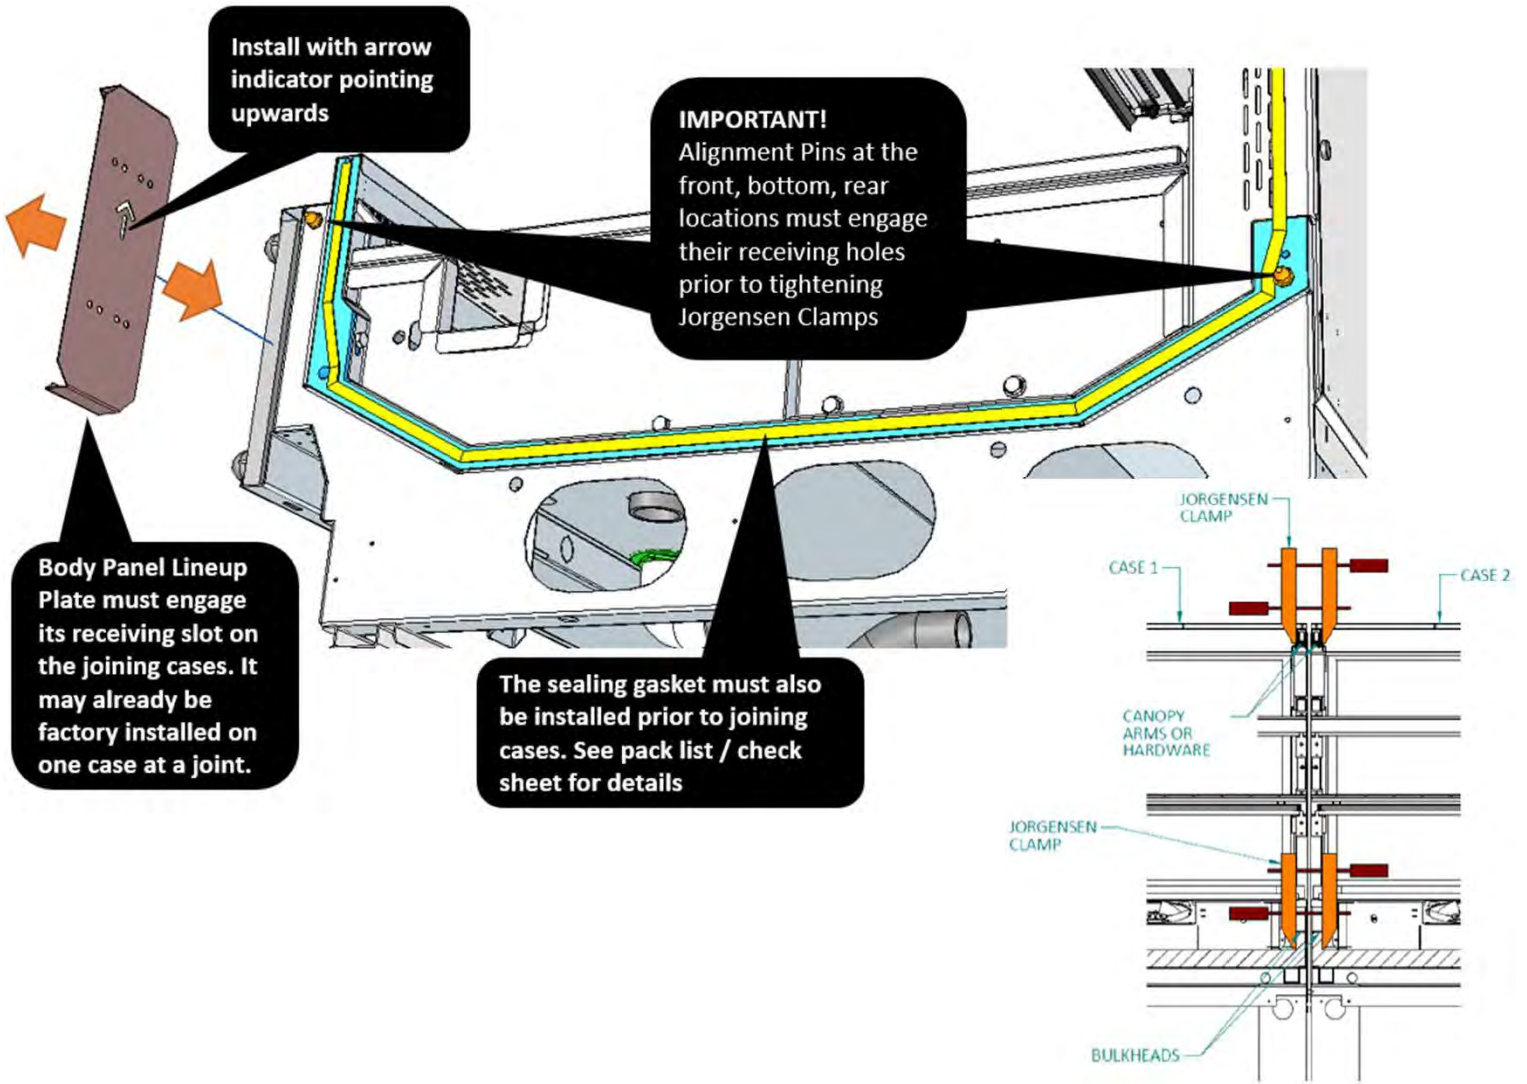 Install with arrow
indicator pointing
upwards
IMPORTANT!
Alignment Pins at the
front, bottom, rear
locations must engage
their receiving holes
prior to tightening
Jorgensen Clamps
Body Panel Lineup
Plate must engage
its receiving slot on
the joining cases. It
may already be
factory installed on
one case at a joint.
The sealing gasket must also
be installed prior to joining
cases. See pack list / check
sheet for details
JORGENSEN
CLAMP
CASE 1
CASE 2
CANOPY
ARMS OR
HARDWARE
JORGENSEN
CLAMP
BULKHEADS